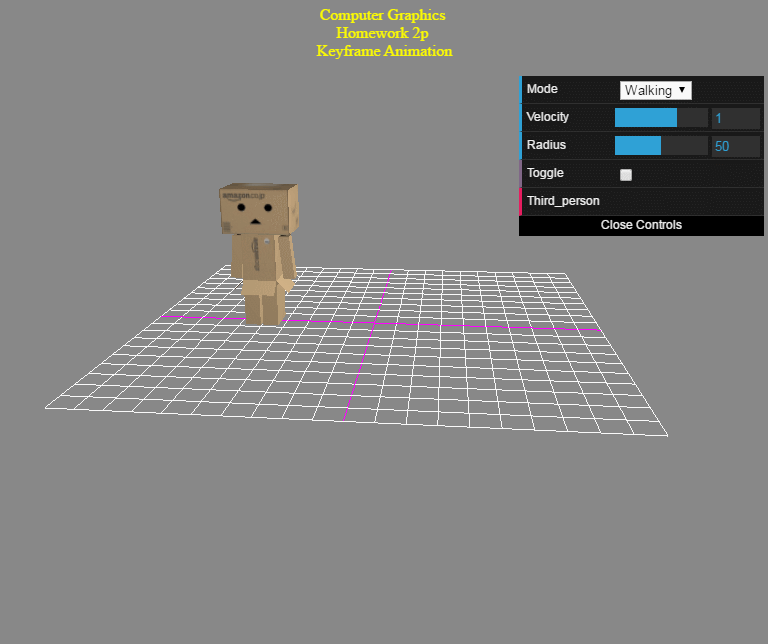 Computer Graphics
Homework 2p
Keyframe Animation
Mode Walking
Velocity 1
Radius 50
Toggle
Third_person
Close Controls
amazon.co.jp